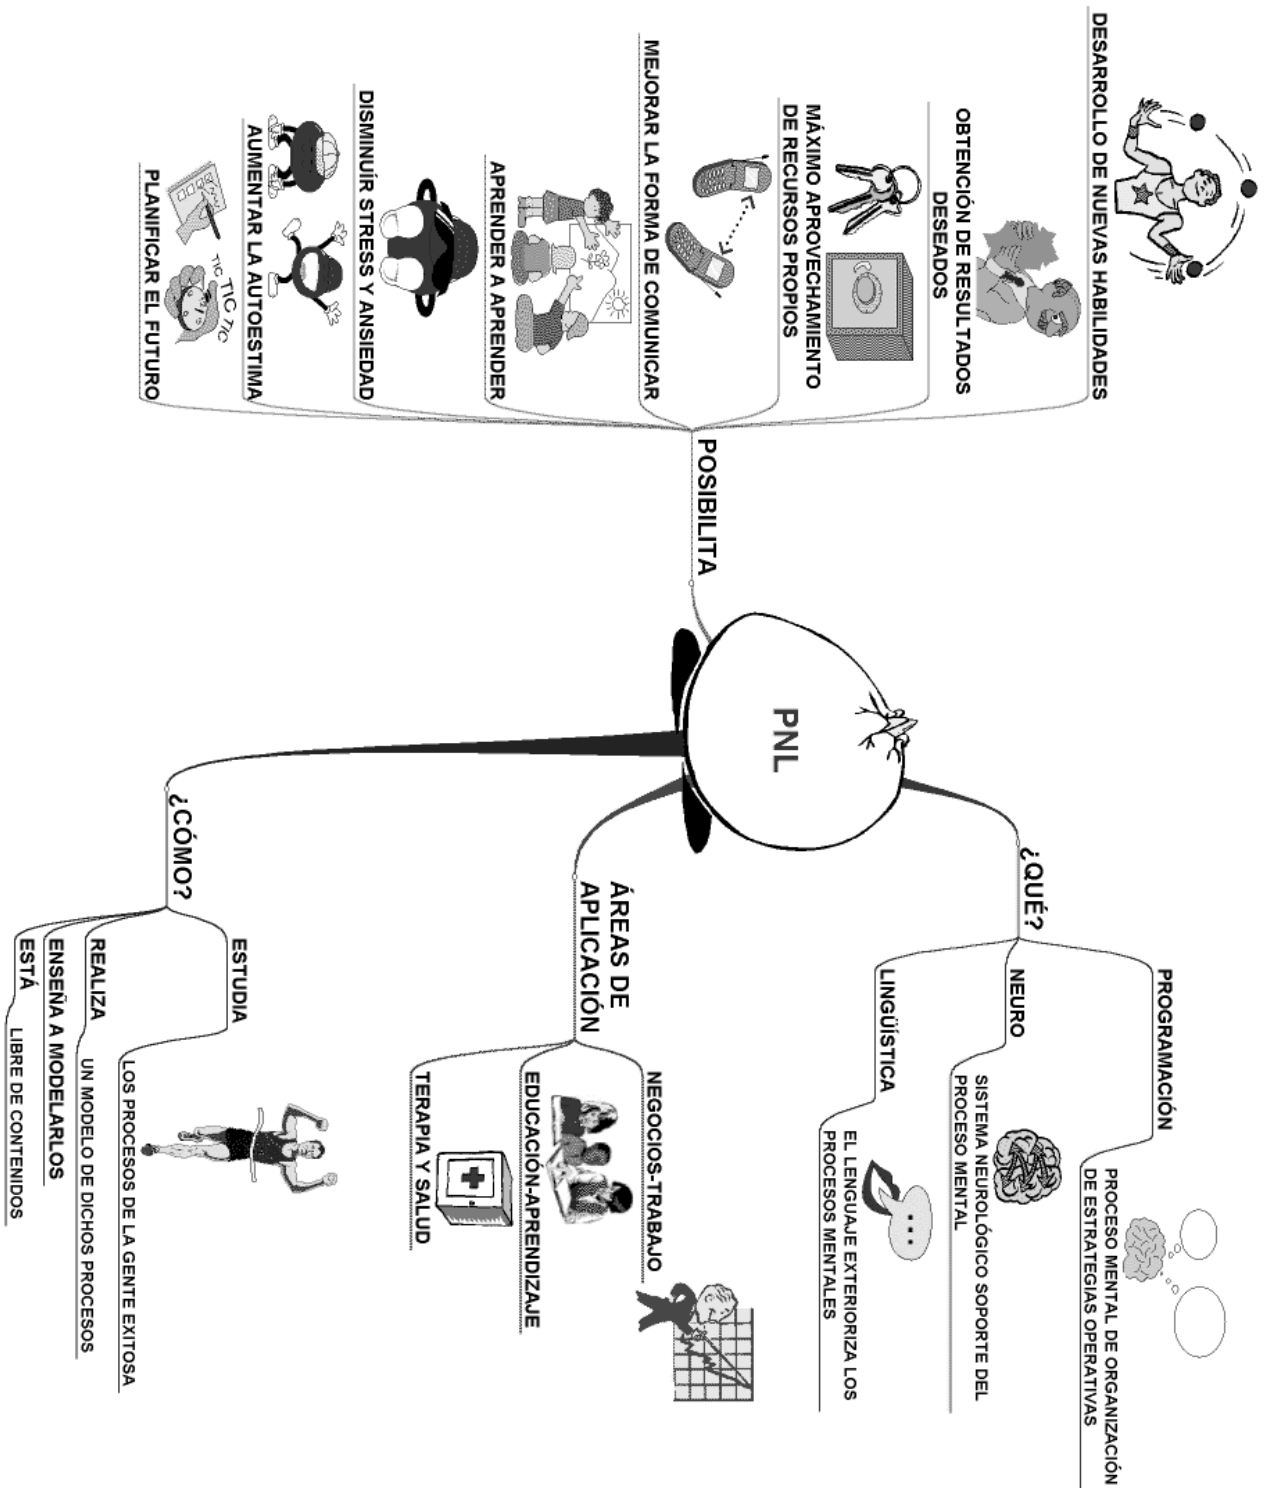 PNL
¿QUÉ?
PROGRAMACIÓN
PROCESO MENTAL DE ORGANIZACIÓN
DE ESTRATEGIAS OPERATIVAS
NEURO
SISTEMA NEUROLÓGICO SOPORTE DEL
PROCESO MENTAL
LINGÜÍSTICA
EL LENGUAJE EXTERIORIZA LOS
PROCESOS MENTALES
ÁREAS DE
APLICACIÓN
NEGOCIOS-TRABAJO
EDUCACIÓN-APRENDIZAJE
TERAPIA Y SALUD
¿CÓMO?
ESTUDIA
LOS PROCESOS DE LA GENTE EXITOSA
REALIZA
UN MODELO DE DICHOS PROCESOS
ENSEÑA A MODELARLOS
ESTÁ
LIBRE DE CONTENIDOS
POSIBILITA
DESARROLLO DE NUEVAS HABILIDADES
OBTENCIÓN DE RESULTADOS
DESEADOS
MÁXIMO APROVECHAMIENTO
DE RECURSOS PROPIOS
MEJORAR LA FORMA DE COMUNICAR
APRENDER A APRENDER
DISMINUÍR STRESS Y ANSIEDAD
AUMENTAR LA AUTOESTIMA
TIC TIC TIC
PLANIFICAR EL FUTURO